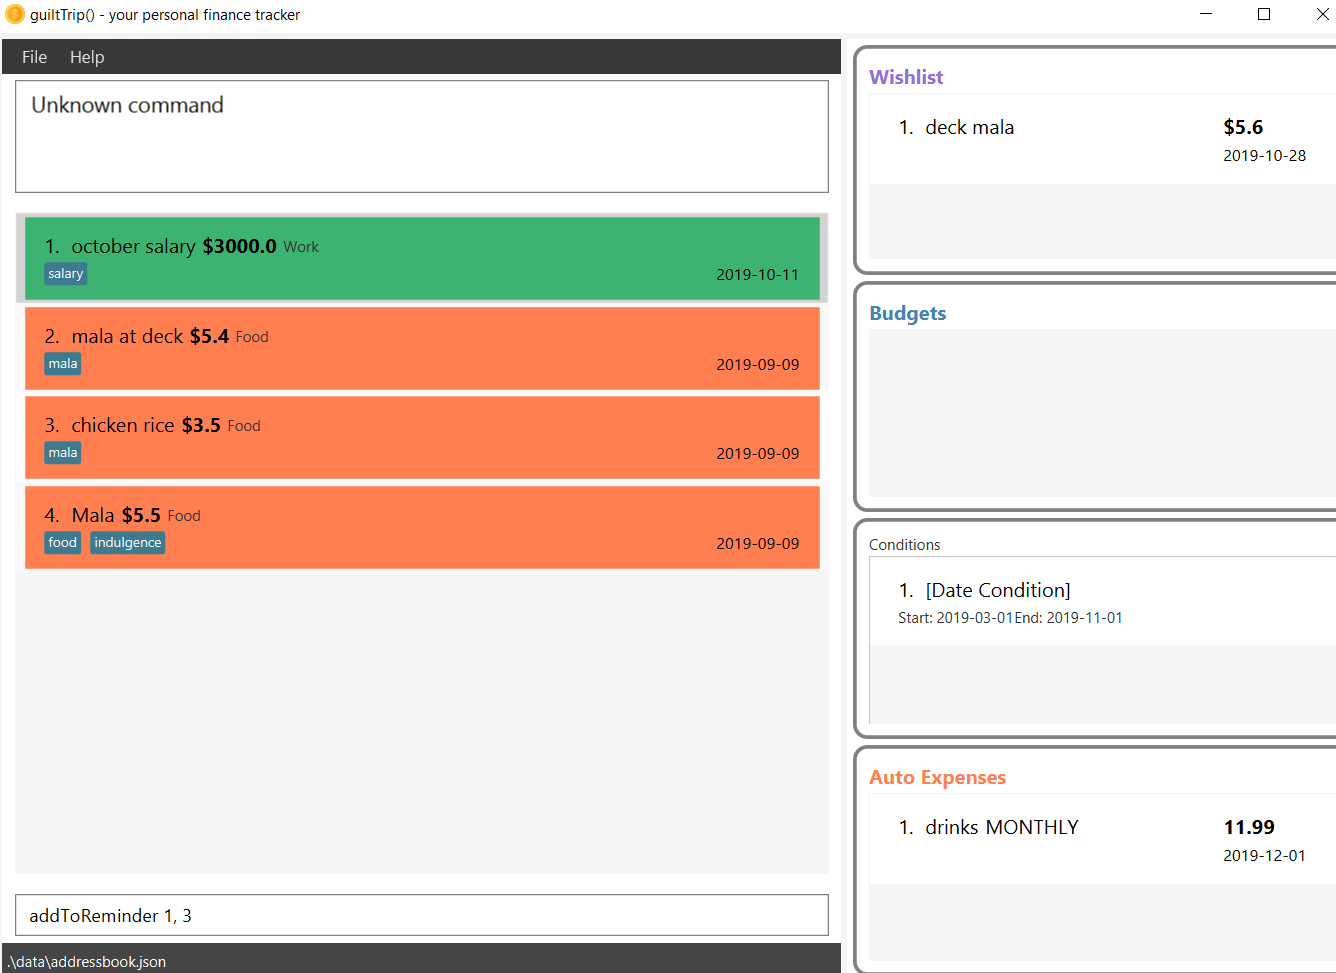 guiltTrip() - your personal finance tracker
File Help
Unknown command
1. october salary $3000.0 Work
salary
2019-10-11
2. mala at deck $5.4 Food
mala
2019-09-09
3. chicken rice $3.5 Food
mala
2019-09-09
4. Mala $5.5 Food
food indulgence
2019-09-09
addToReminder 1, 3
.\data\addressbook.json
Wishlist
1. deck mala $5.6
2019-10-28
Budgets
Conditions
1. [Date Condition]
Start: 2019-03-01End: 2019-11-01
Auto Expenses
1. drinks MONTHLY 11.99
2019-12-01